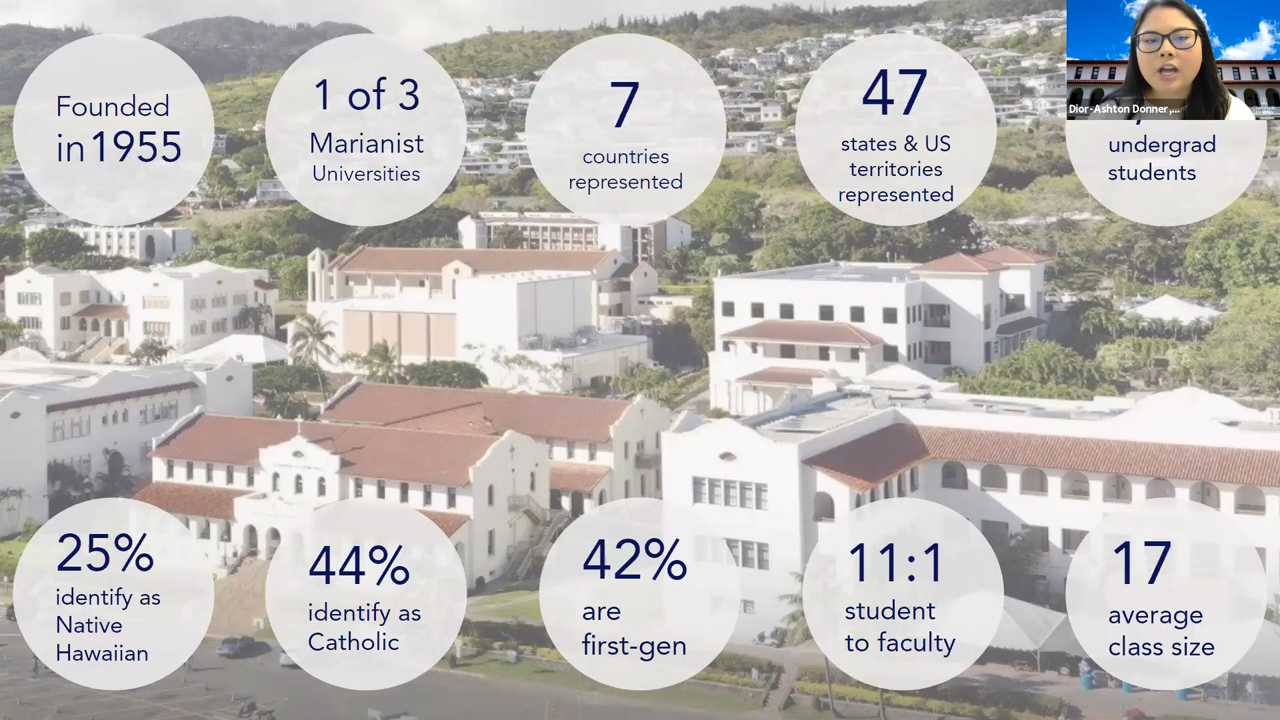 Founded
in 1955
1 of 3
Marianist
Universities
7
countries
represented
47
states & US
territories
represented
Dior-Ashton Donner,...
undergrad
students
25%
identify as
Native
Hawaiian
44%
identify as
Catholic
42%
are
first-gen
11:1
student
to faculty
17
average
class size